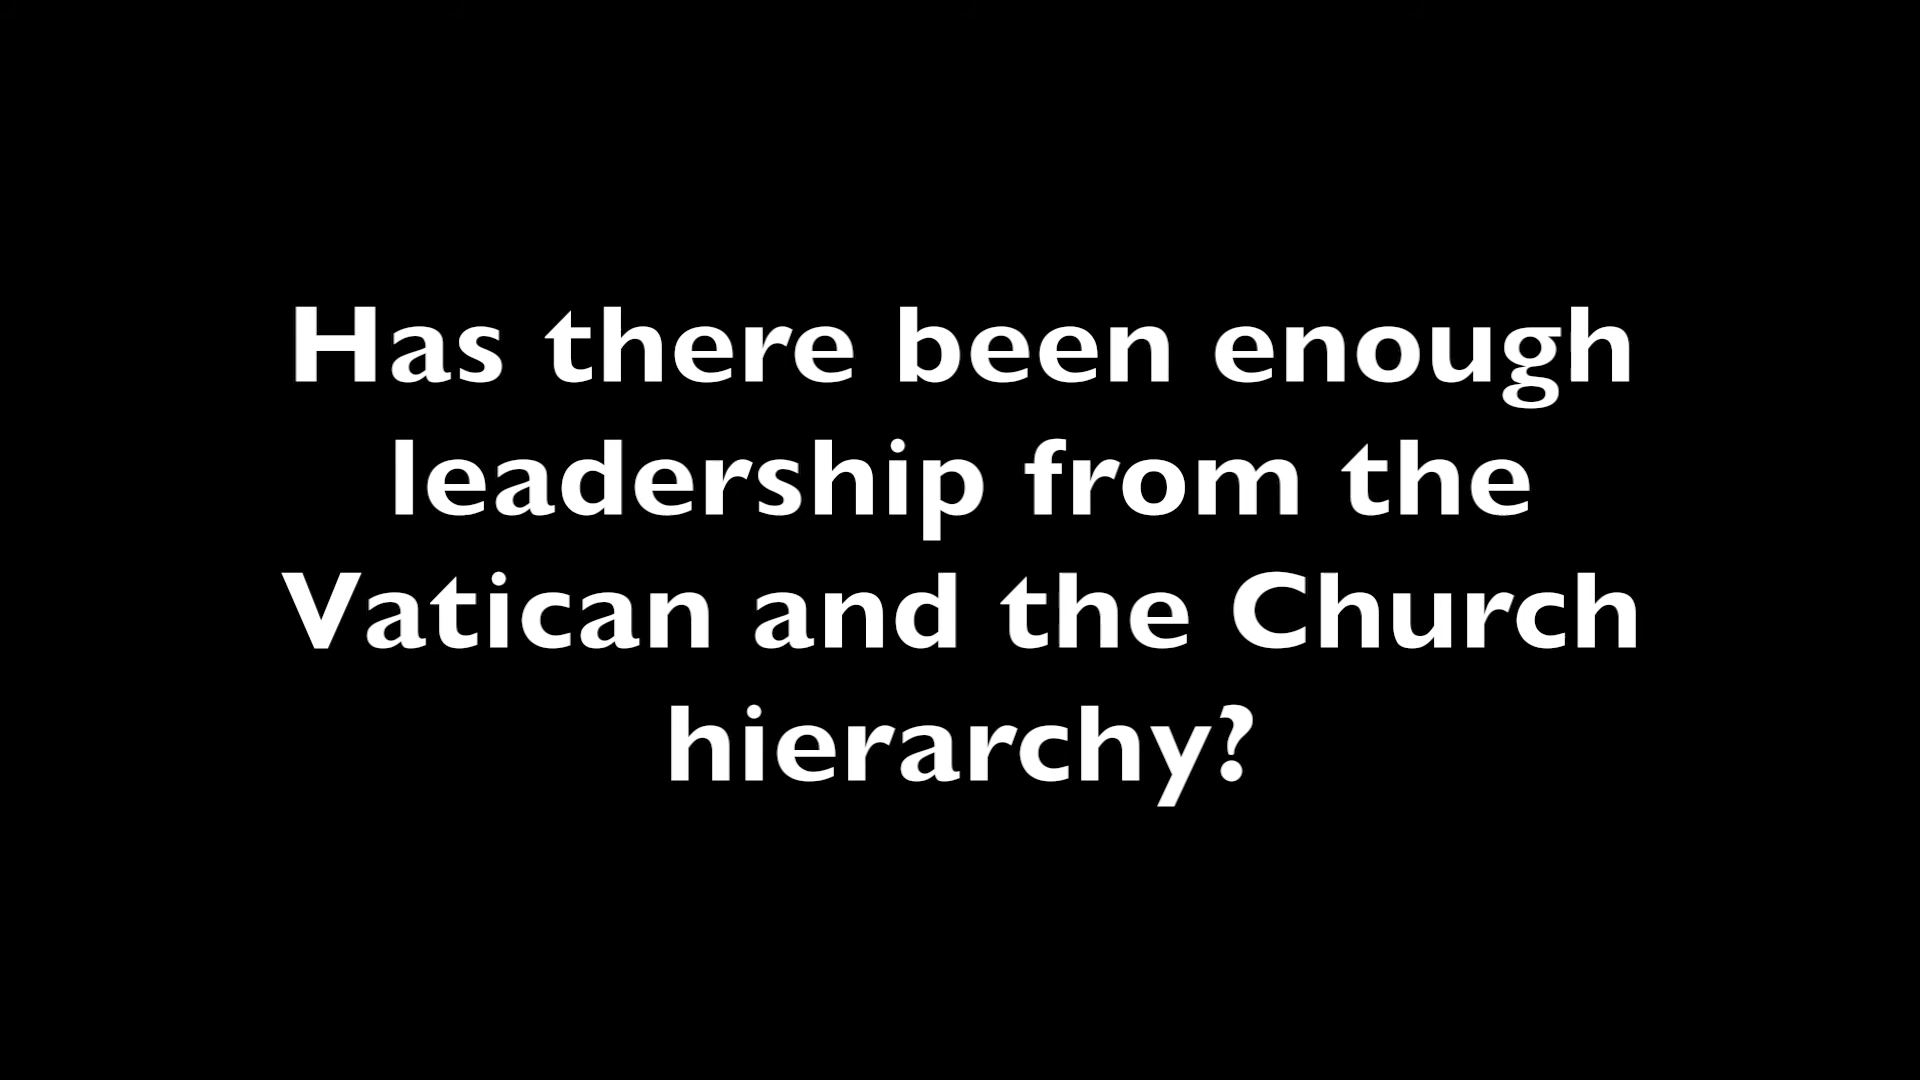 Has there been enough
leadership from the
Vatican and the Church
hierarchy?